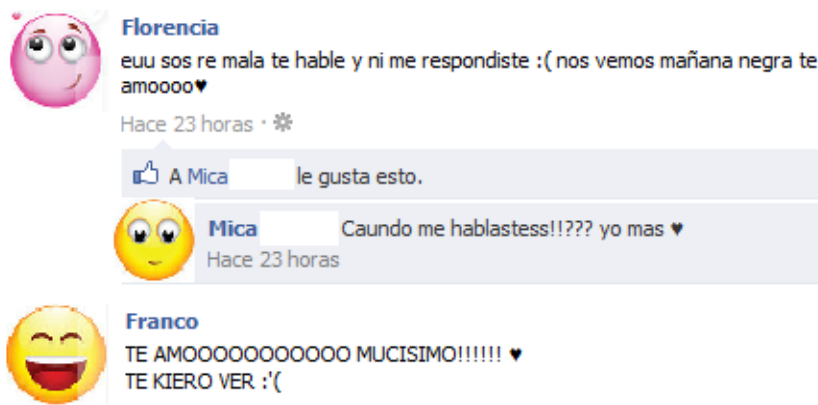 Florencia
euu sos re mala te hable y ni me respondiste :( nos vemos mañana negra te
amoooo♥
Hace 23 horas ·
A Mica le gusta esto.
Mica Caundo me hablastess!!??? yo mas ♥
Hace 23 horas
Franco
TE AMOOOOOOOOOOO MUCISIMO!!!!!! ♥
TE KIERO VER :'(